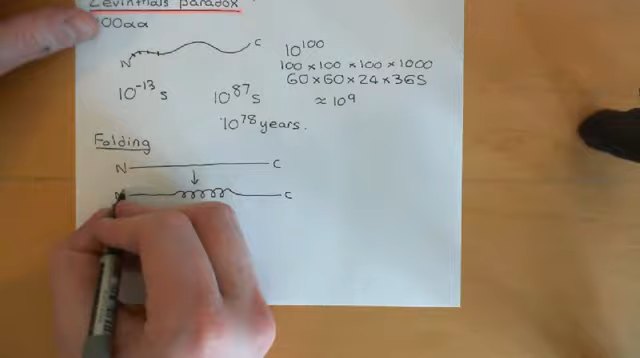 Levinthals paradox
100aa
N C
10^100
100 × 100 × 100 × 1000
60 × 60 × 24 × 365
≈ 10^9
10^-13 s
10^87 s
10^78 years.
Folding
N C
↓
N C